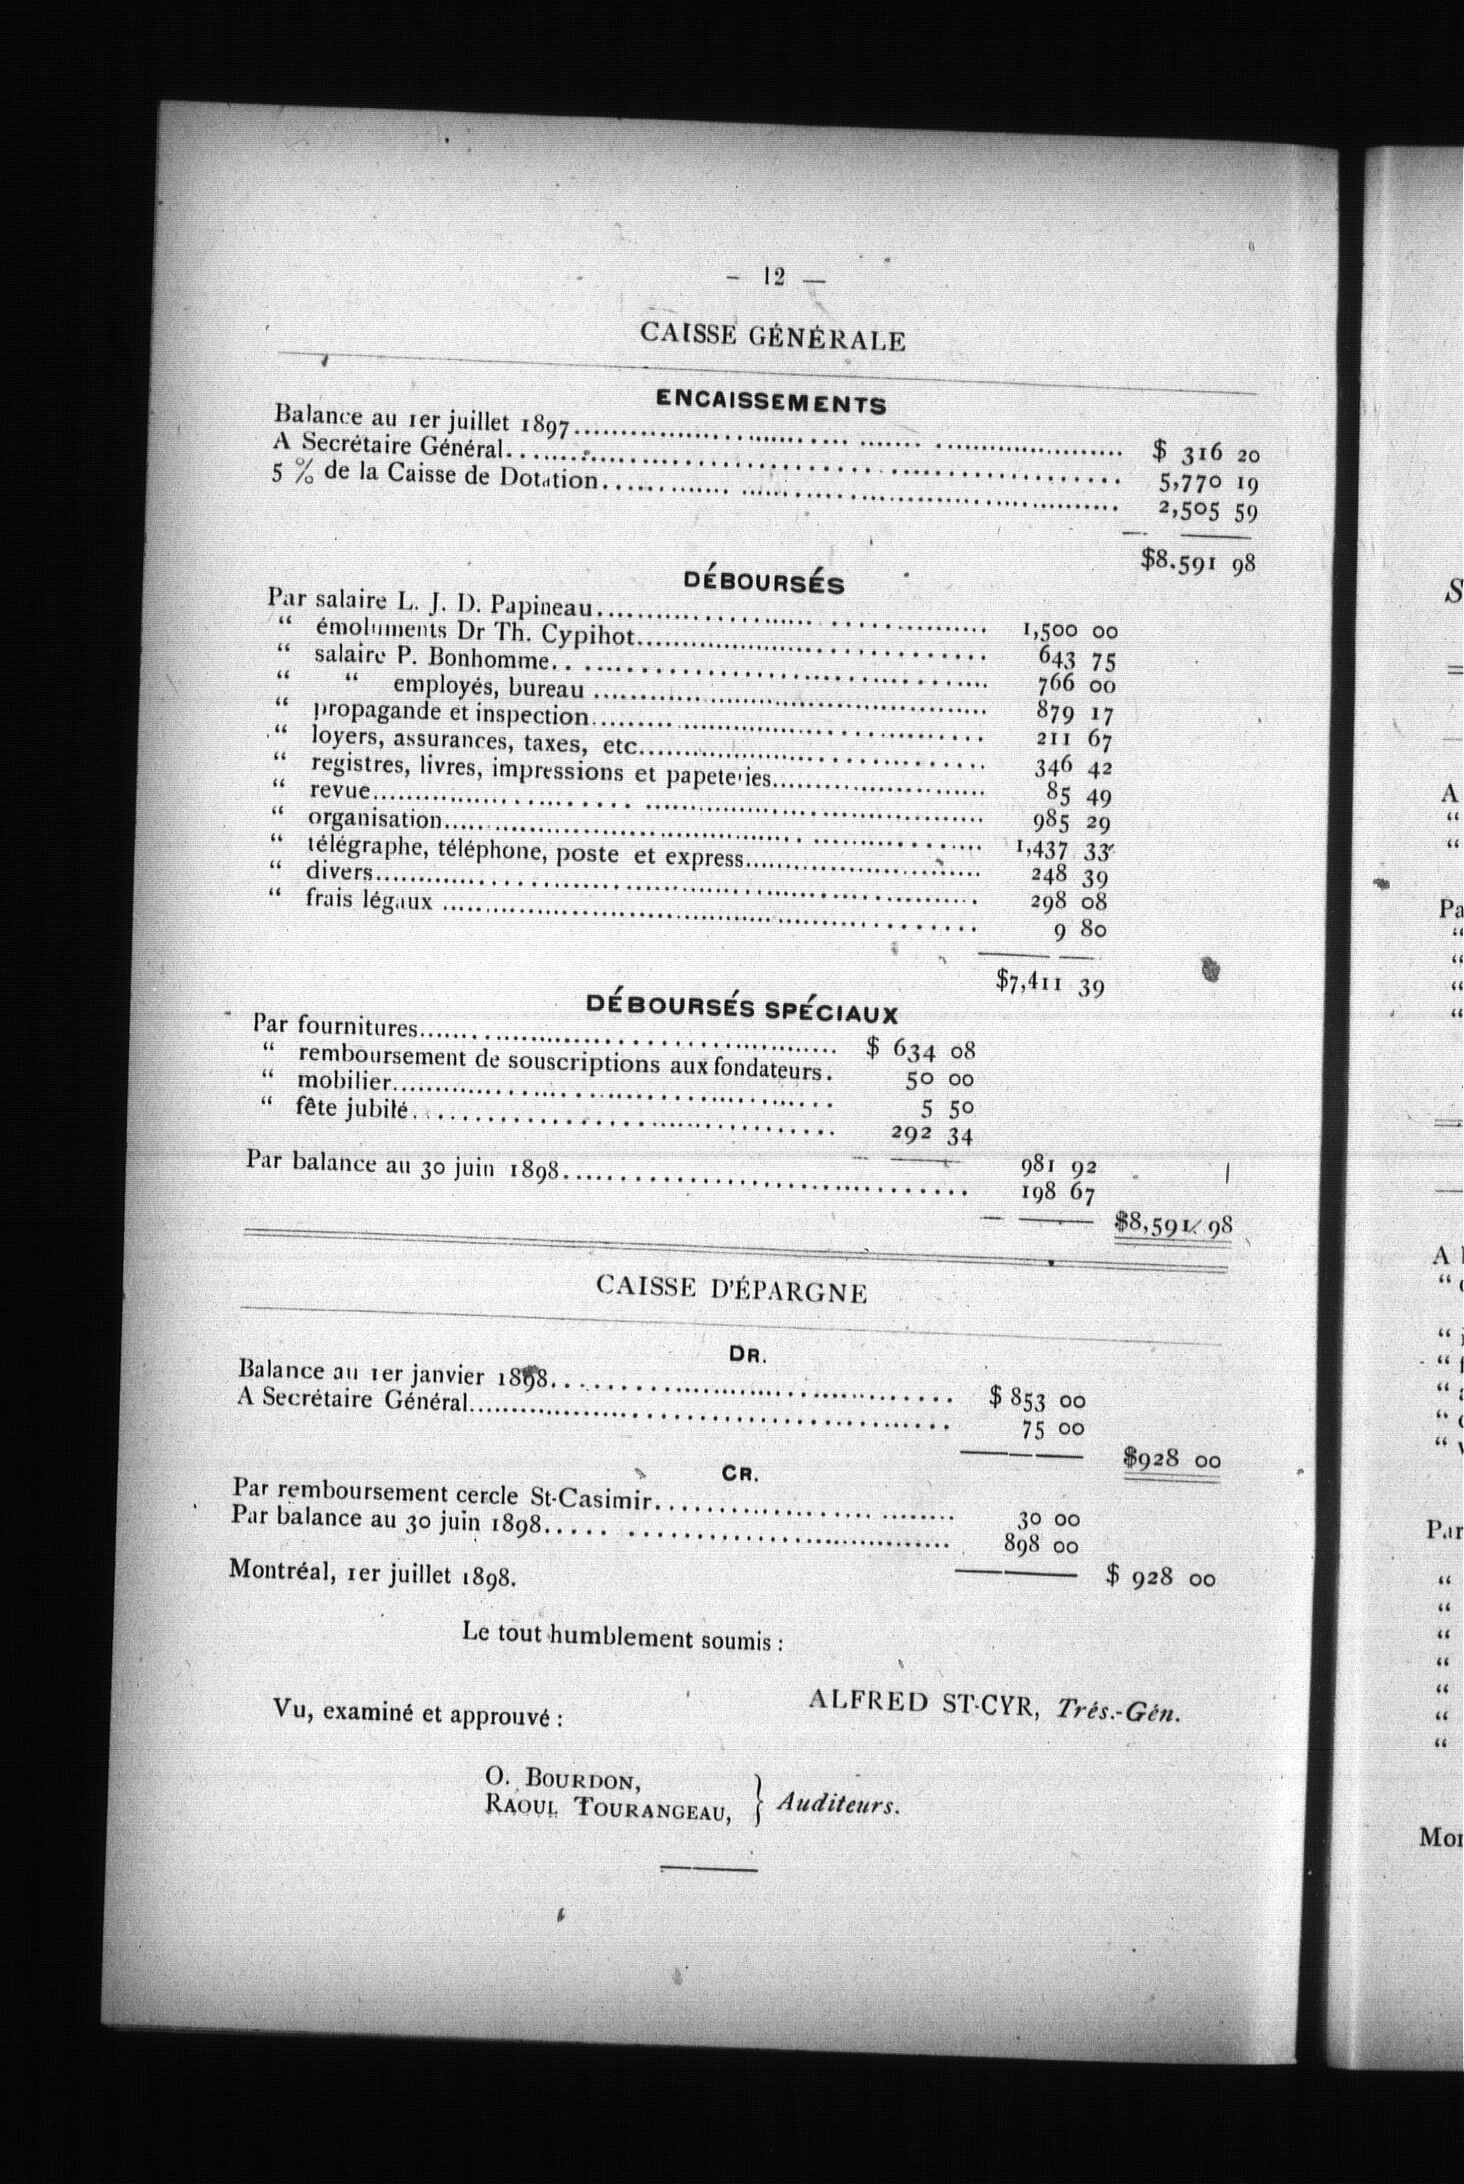 — 12 —
CAISSE GÉNÉRALE
ENCAISSEMENTS
Balance au 1er juillet 1897 $ 316 20
A Secrétaire Général 5,770 19
5 % de la Caisse de Dotation 2,505 59
$8.591 98
DÉBOURSÉS
Par salaire L. J. D. Papineau 1,500 00
“ émoluments Dr Th. Cypihot 643 75
“ salaire P. Bonhomme 766 00
“ “ employés, bureau 879 17
“ propagande et inspection 211 67
“ loyers, assurances, taxes, etc 346 42
“ registres, livres, impressions et papeteries 85 49
“ revue 985 29
“ organisation 1,437 33
“ télégraphe, téléphone, poste et express 248 39
“ divers 298 08
“ frais légaux 9 80
$7,411 39
DÉBOURSÉS SPÉCIAUX
Par fournitures $ 634 08
“ remboursement de souscriptions aux fondateurs. 50 00
“ mobilier 5 50
“ fête jubilé 292 34
981 92
Par balance au 30 juin 1898 198 67
$8,591 98
CAISSE D'ÉPARGNE
DR.
Balance au 1er janvier 1898 $ 853 00
A Secrétaire Général 75 00
$928 00
CR.
Par remboursement cercle St-Casimir 30 00
Par balance au 30 juin 1898 898 00
$ 928 00
Montréal, 1er juillet 1898.
Le tout humblement soumis :
ALFRED ST-CYR, Trés.-Gén.
Vu, examiné et approuvé :
O. BOURDON,
RAOUL TOURANGEAU, } Auditeurs.